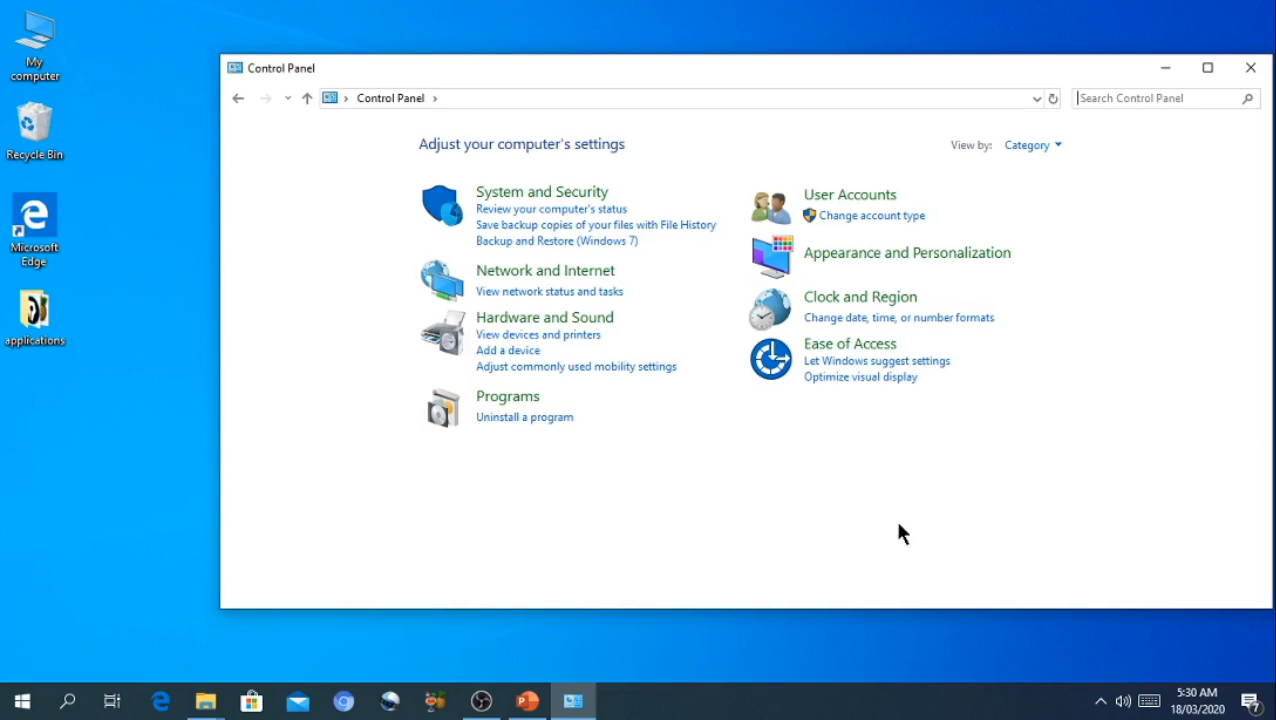 My
computer
Recycle Bin
Microsoft
Edge
applications
Control Panel
Control Panel
Search Control Panel
Adjust your computer's settings
View by: Category
System and Security
Review your computer's status
Save backup copies of your files with File History
Backup and Restore (Windows 7)
Network and Internet
View network status and tasks
Hardware and Sound
View devices and printers
Add a device
Adjust commonly used mobility settings
Programs
Uninstall a program
User Accounts
Change account type
Appearance and Personalization
Clock and Region
Change date, time, or number formats
Ease of Access
Let Windows suggest settings
Optimize visual display
5:30 AM
18/03/2020
7